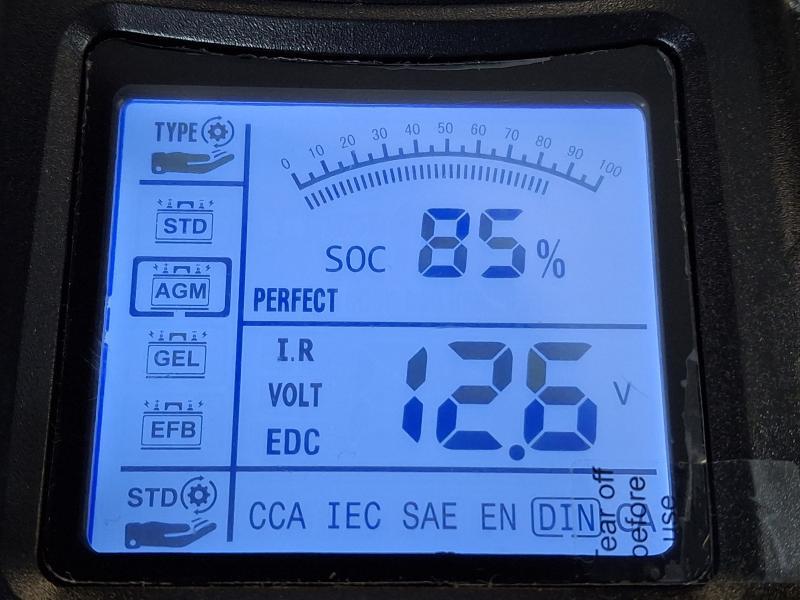 TYPE
0 10 20 30 40 50 60 70 80 90 100
STD
SOC 85%
AGM
PERFECT
GEL
I.R
VOLT 12.6 V
EFB
EDC
STD
CCA IEC SAE EN DIN CA
Tear off
before
use